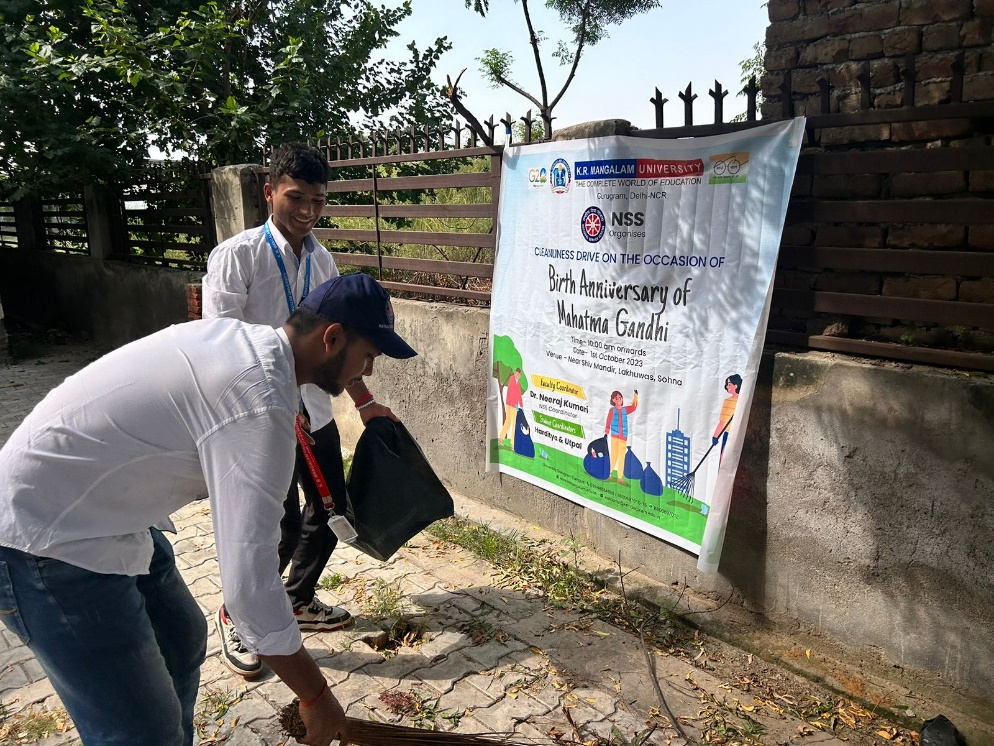 G20
K.R. MANGALAM UNIVERSITY
THE COMPLETE WORLD OF EDUCATION
Gurugram, Delhi-NCR
NSS
Organises
CLEANLINESS DRIVE ON THE OCCASION OF
Birth Anniversary of
Mahatma Gandhi
Time- 10:00 am onwards
Date- 1st October 2023
Venue - Near Shiv Mandir, Lakhuwas, Sohna
Faculty Coordinator
Dr. Neeraj Kumari
NSS Coordinator
Student Coordinators
Harditya & Utpal